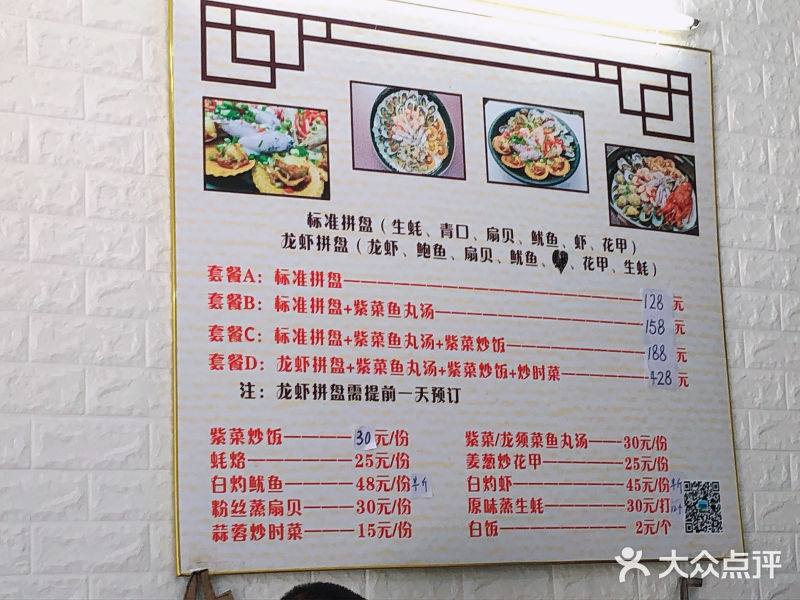 标准拼盘（生蚝、青口、扇贝、鱿鱼、虾、花甲）
龙虾拼盘（龙虾、鲍鱼、扇贝、鱿鱼、、花甲、生蚝）
套餐A：标准拼盘——128元
套餐B：标准拼盘+紫菜鱼丸汤——158元
套餐C：标准拼盘+紫菜鱼丸汤+紫菜炒饭——188元
套餐D：龙虾拼盘+紫菜鱼丸汤+紫菜炒饭+炒时菜——428元
注：龙虾拼盘需提前一天预订
紫菜炒饭——30元/份
蚝烙——25元/份
白灼鱿鱼——48元/份半斤
粉丝蒸扇贝——30元/份
蒜蓉炒时菜——15元/份
紫菜/龙须菜鱼丸汤——30元/份
姜葱炒花甲——25元/份
白灼虾——45元/份半斤
原味蒸生蚝——30元/打12个
白饭——2元/个
大众点评